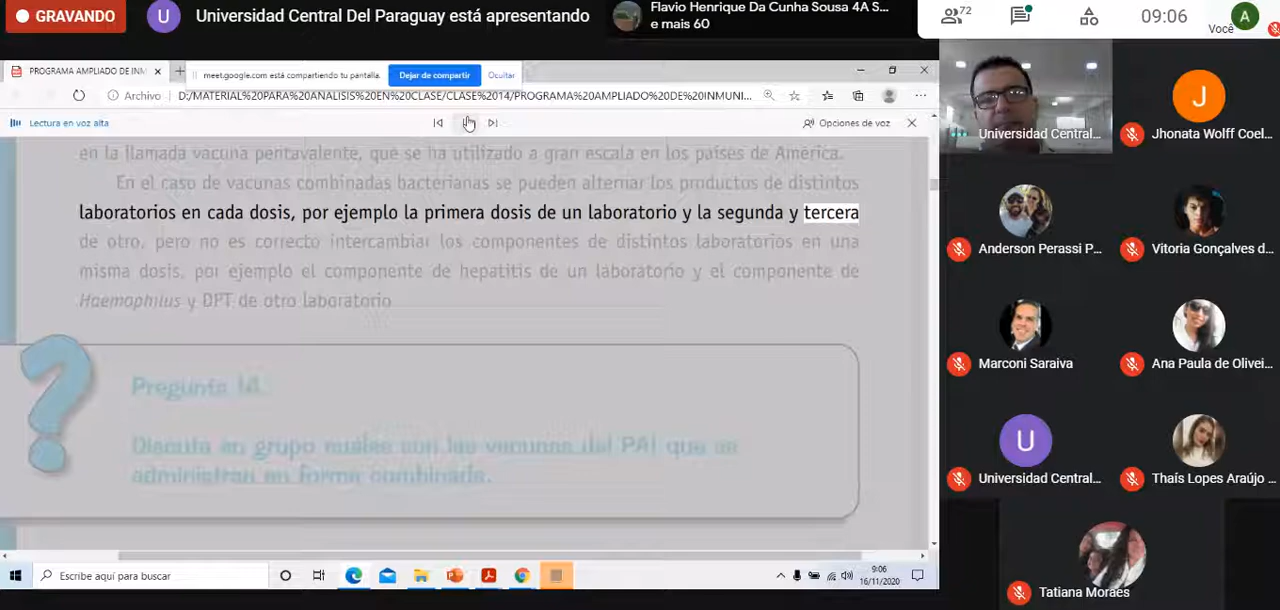 GRAVANDO
U
Universidad Central Del Paraguay está apresentando
Flavio Henrique Da Cunha Sousa 4A S...
e mais 60
72
09:06
Você
A
PROGRAMA AMPLIADO DE INM
meet.google.com está compartiendo tu pantalla.
Dejar de compartir
Ocultar
Archivo
D:/MATERIAL%20PARA%20ANALISIS%20EN%20CLASE/CLASE%2014/PROGRAMA%20AMPLIADO%20DE%20INMUNI...
Lectura en voz alta
Opciones de voz
en la llamada vacuna pentavalente, que se ha utilizado a gran escala en los países de América.
En el caso de vacunas combinadas bacterianas se pueden alternar los productos de distintos
laboratorios en cada dosis, por ejemplo la primera dosis de un laboratorio y la segunda y tercera
de otro, pero no es correcto intercambiar los componentes de distintos laboratorios en una
misma dosis, por ejemplo el componente de hepatitis de un laboratorio y el componente de
Haemophilus y DPT de otro laboratorio
?
Pregunta 14
Discuta en grupo cuáles son las vacunas del PAI que se
administran en forma combinada.
Escribe aquí para buscar
9:06
16/11/2020
Universidad Central...
J
Jhonata Wolff Coel...
Anderson Perassi P...
Vitoria Gonçalves d...
Marconi Saraiva
Ana Paula de Olivei...
U
Universidad Central...
Thaís Lopes Araújo ...
Tatiana Moraes